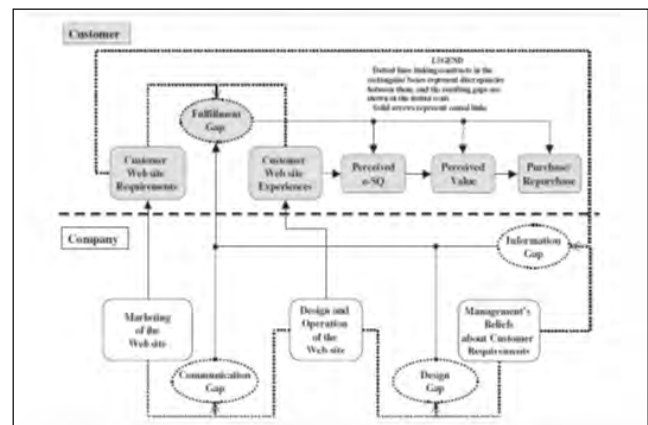 Customer
LEGEND
Dotted lines linking constructs in the
rectangular boxes represent discrepancies
between them, and the resulting gaps are
shown in the dotted ovals.
Solid arrows represent causal links.
Fulfillment
Gap
Customer
Web site
Requirements
Customer
Web site
Experiences
Perceived
e-SQ
Perceived
Value
Purchase/
Repurchase
Company
Information
Gap
Marketing
of the
Web site
Design and
Operation
of the
Web site
Management's
Beliefs
about Customer
Requirements
Communication
Gap
Design
Gap